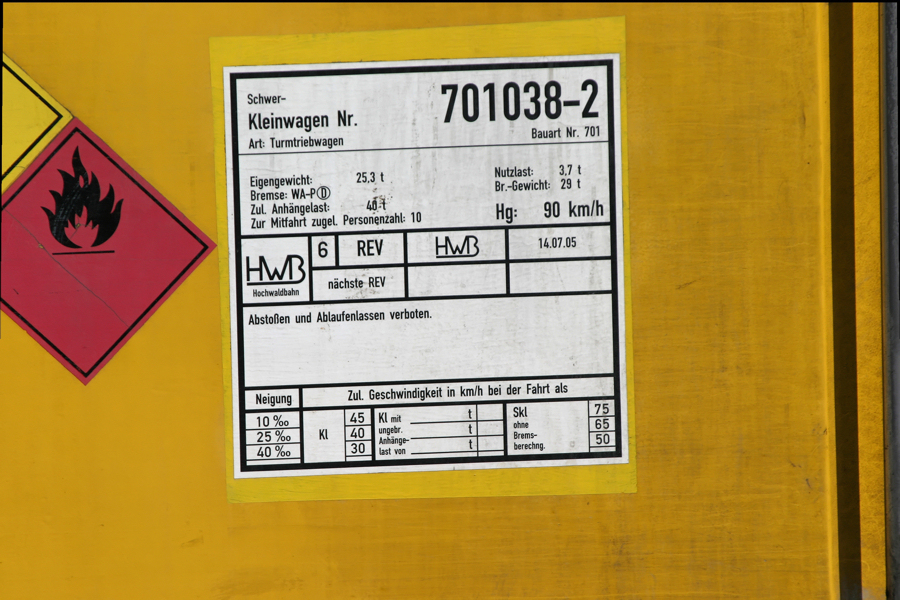 Schwer-
Kleinwagen Nr. 701038-2
Art: Turmtriebwagen Bauart Nr. 701
Eigengewicht: 25,3 t Nutzlast: 3,7 t
Bremse: WA-P Ⓓ Br.-Gewicht: 29 t
Zul. Anhängelast: 40 t
Zur Mitfahrt zugel. Personenzahl: 10 Hg: 90 km/h
HWB 6 REV HWB 14.07.05
Hochwaldbahn nächste REV
Abstoßen und Ablaufenlassen verboten.
Neigung Zul. Geschwindigkeit in km/h bei der Fahrt als
10 ‰ Kl 45 Kl mit t Skl 75
25 ‰ 40 ungebr. t ohne 65
40 ‰ 30 Anhänge- t Brems- 50
last von berechng.